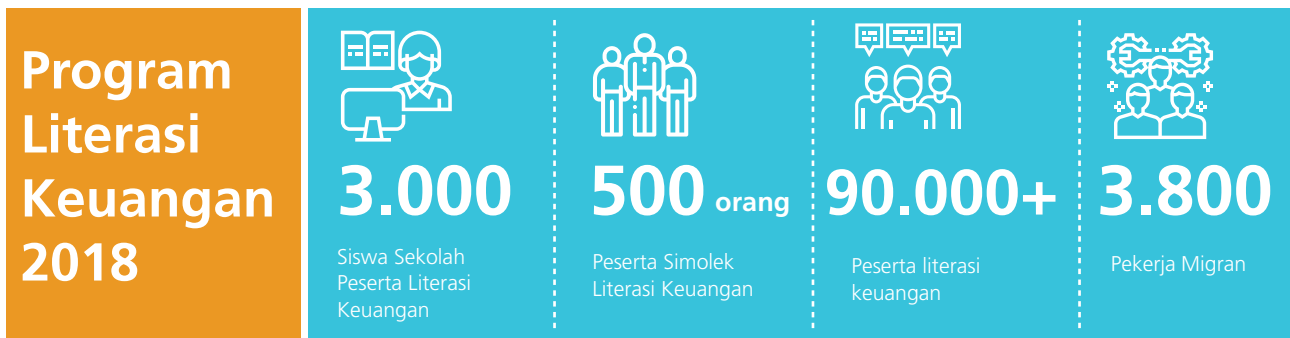 Program
Literasi
Keuangan
2018
3.000
Siswa Sekolah
Peserta Literasi
Keuangan
500 orang
Peserta Simolek
Literasi Keuangan
90.000+
Peserta literasi
keuangan
3.800
Pekerja Migran